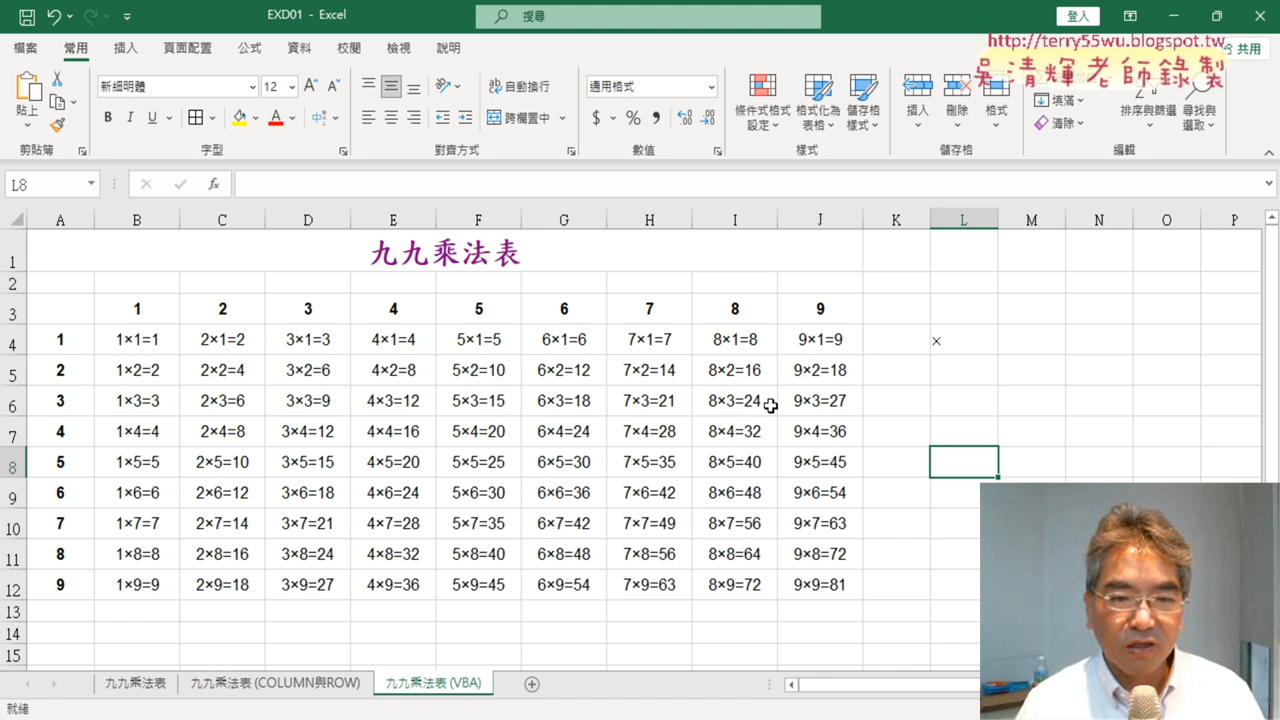 EXD01 - Excel
搜尋
登入
檔案 常用 插入 頁面配置 公式 資料 校閱 檢視 說明
共用
http://terry55wu.blogspot.tw
吳清輝老師錄製
貼上
新細明體 12
B I U
自動換行
跨欄置中
通用格式
$ %
條件式格式設定
格式化為表格
儲存格樣式
插入 刪除 格式
填滿
清除
排序與篩選
尋找與選取
剪貼簿 字型 對齊方式 數值 樣式 儲存格 編輯
L8 fx
A B C D E F G H I J K L M N O P
1 九九乘法表
2
3 1 2 3 4 5 6 7 8 9
4 1 1×1=1 2×1=2 3×1=3 4×1=4 5×1=5 6×1=6 7×1=7 8×1=8 9×1=9 ×
5 2 1×2=2 2×2=4 3×2=6 4×2=8 5×2=10 6×2=12 7×2=14 8×2=16 9×2=18
6 3 1×3=3 2×3=6 3×3=9 4×3=12 5×3=15 6×3=18 7×3=21 8×3=24 9×3=27
7 4 1×4=4 2×4=8 3×4=12 4×4=16 5×4=20 6×4=24 7×4=28 8×4=32 9×4=36
8 5 1×5=5 2×5=10 3×5=15 4×5=20 5×5=25 6×5=30 7×5=35 8×5=40 9×5=45
9 6 1×6=6 2×6=12 3×6=18 4×6=24 5×6=30 6×6=36 7×6=42 8×6=48 9×6=54
10 7 1×7=7 2×7=14 3×7=21 4×7=28 5×7=35 6×7=42 7×7=49 8×7=56 9×7=63
11 8 1×8=8 2×8=16 3×8=24 4×8=32 5×8=40 6×8=48 7×8=56 8×8=64 9×8=72
12 9 1×9=9 2×9=18 3×9=27 4×9=36 5×9=45 6×9=54 7×9=63 8×9=72 9×9=81
13
14
15
九九乘法表 九九乘法表 (COLUMN與ROW) 九九乘法表 (VBA)
就緒